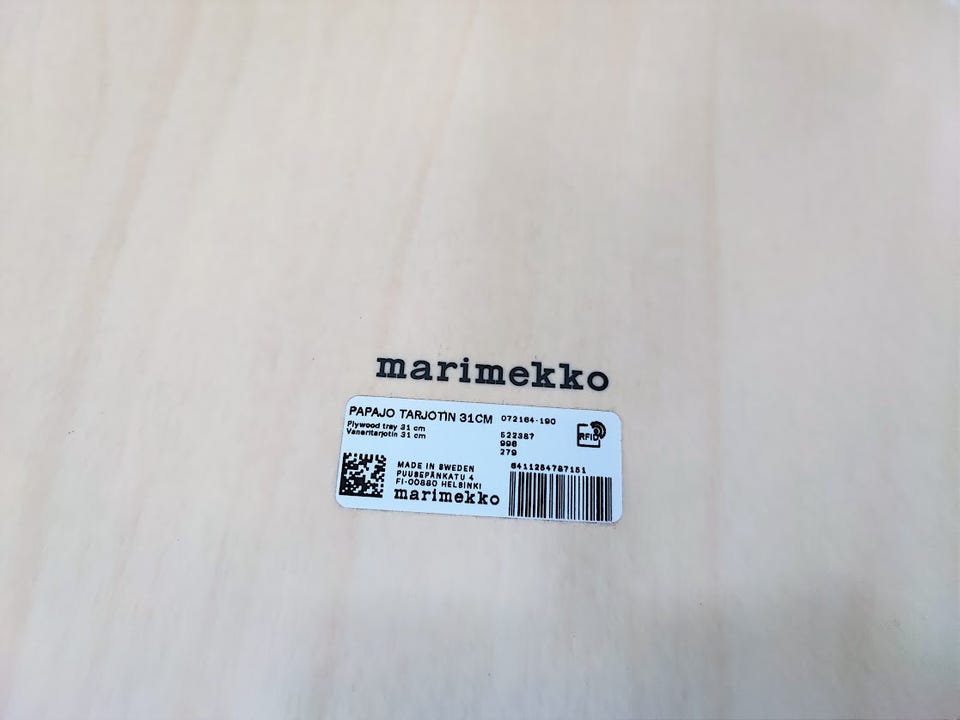 marimekko
PAPAJO TARJOTIN 31CM 072164-190
Plywood tray 31 cm
Vaneritarjotin 31 cm
522387
996
279
RFID
6411254787151
MADE IN SWEDEN
PUUSEPÄNKATU 4
FI-00880 HELSINKI
marimekko